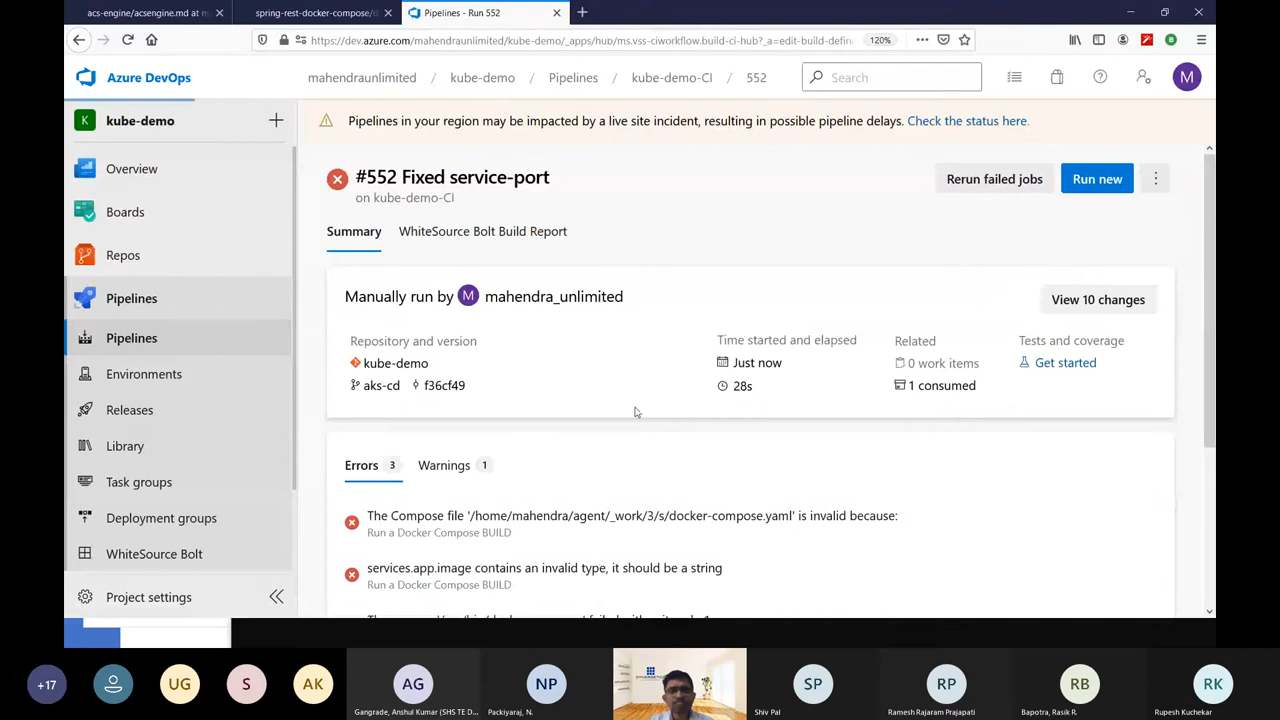 acs-engine/acsengine.md at m
spring-rest-docker-compose/d
Pipelines - Run 552
https://dev.azure.com/mahendraunlimited/kube-demo/_apps/hub/ms.vss-ciworkflow.build-ci-hub?_a=edit-build-defin
120%
Azure DevOps
mahendraunlimited / kube-demo / Pipelines / kube-demo-CI / 552
Search
M
K kube-demo
Pipelines in your region may be impacted by a live site incident, resulting in possible pipeline delays. Check the status here.
Overview
Boards
Repos
Pipelines
Pipelines
Environments
Releases
Library
Task groups
Deployment groups
WhiteSource Bolt
Project settings
#552 Fixed service-port
on kube-demo-CI
Rerun failed jobs
Run new
Summary
WhiteSource Bolt Build Report
Manually run by M mahendra_unlimited
View 10 changes
Repository and version
kube-demo
aks-cd f36cf49
Time started and elapsed
Just now
28s
Related
0 work items
1 consumed
Tests and coverage
Get started
Errors 3
Warnings 1
The Compose file '/home/mahendra/agent/_work/3/s/docker-compose.yaml' is invalid because:
Run a Docker Compose BUILD
services.app.image contains an invalid type, it should be a string
Run a Docker Compose BUILD
+17
UG
S
AK
AG
Gangrade, Anshul Kumar (SHS TE D...
NP
Packiyaraj, N.
SP
Shiv Pal
RP
Ramesh Rajaram Prajapati
RB
Bapotra, Rasik R.
RK
Rupesh Kuchekar